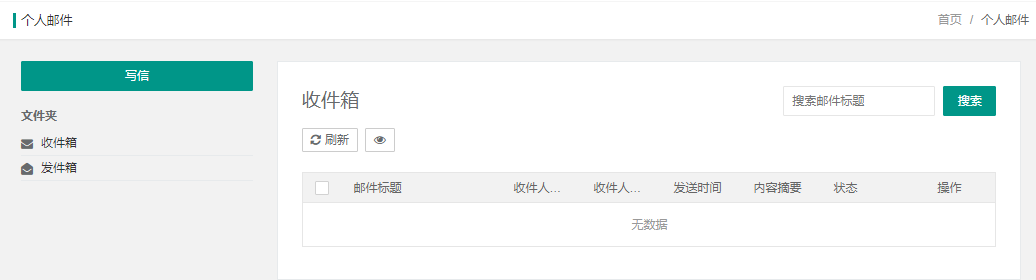 个人邮件
首页 / 个人邮件
写信
文件夹
收件箱
发件箱
收件箱
搜索邮件标题
搜索
刷新
邮件标题 收件人... 收件人... 发送时间 内容摘要 状态 操作
无数据